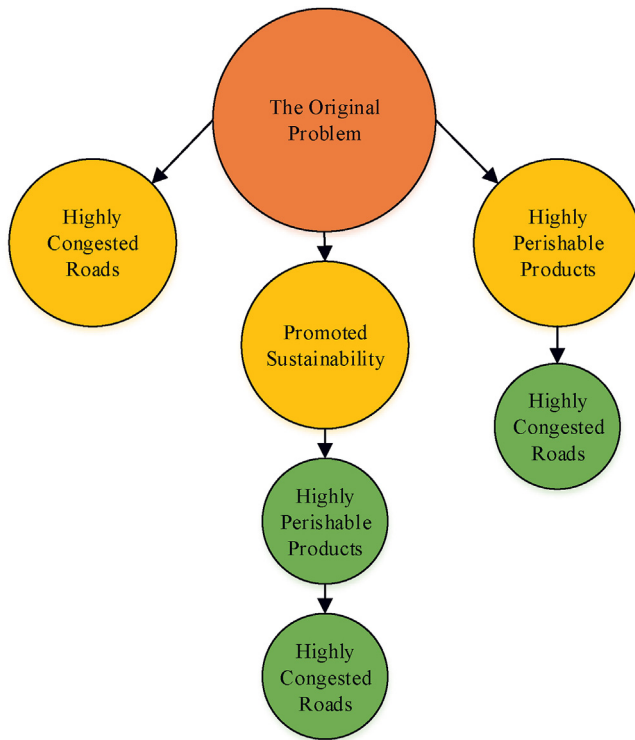 The Original
Problem
Highly
Congested
Roads
Highly
Perishable
Products
Promoted
Sustainability
Highly
Congested
Roads
Highly
Perishable
Products
Highly
Congested
Roads